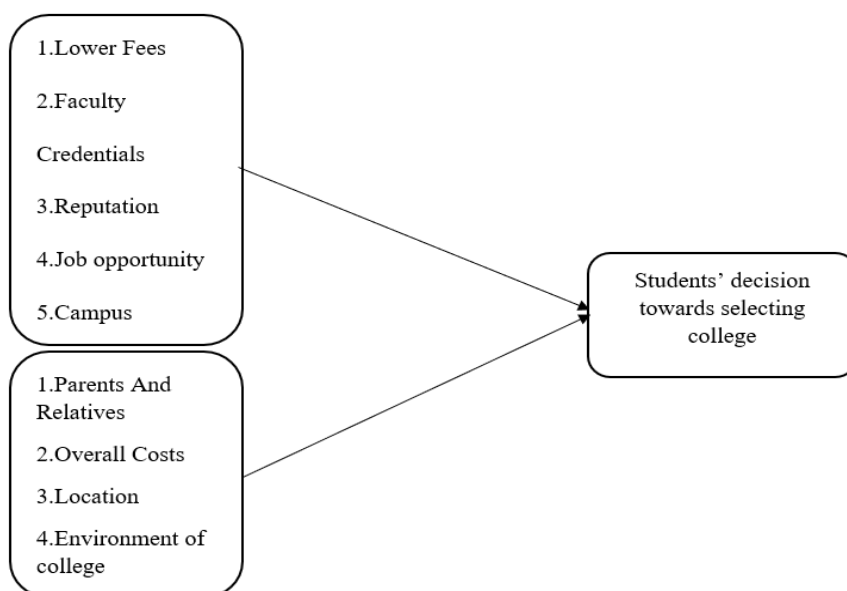 1.Lower Fees
2.Faculty
Credentials
3.Reputation
4.Job opportunity
5.Campus
1.Parents And
Relatives
2.Overall Costs
3.Location
4.Environment of
college
Students’ decision
towards selecting
college